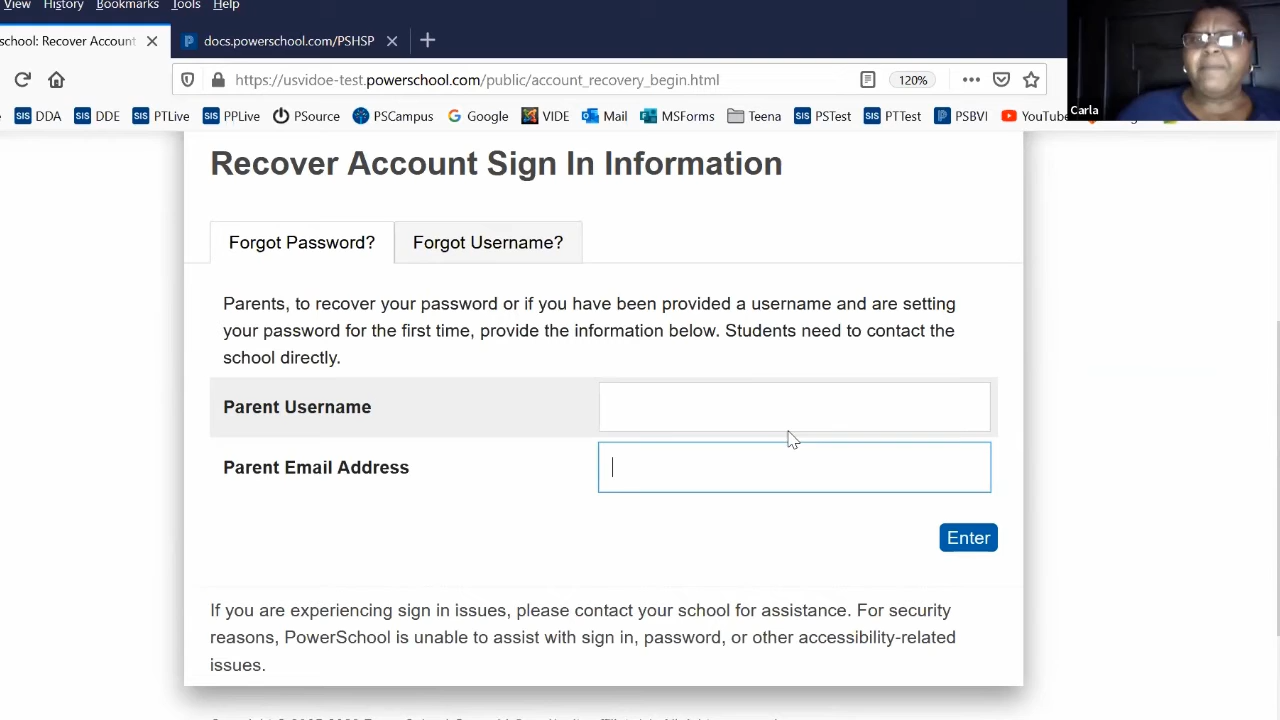 View History Bookmarks Tools Help
school: Recover Account
docs.powerschool.com/PSHSP
https://usvidoe-test.powerschool.com/public/account_recovery_begin.html
120%
Carla
SIS DDA SIS DDE SIS PTLive SIS PPLive PSource PSCampus Google VIDE Mail MSForms Teena SIS PSTest SIS PTTest PSBVI YouTube
Recover Account Sign In Information
Forgot Password? Forgot Username?
Parents, to recover your password or if you have been provided a username and are setting
your password for the first time, provide the information below. Students need to contact the
school directly.
Parent Username
Parent Email Address
Enter
If you are experiencing sign in issues, please contact your school for assistance. For security
reasons, PowerSchool is unable to assist with sign in, password, or other accessibility-related
issues.